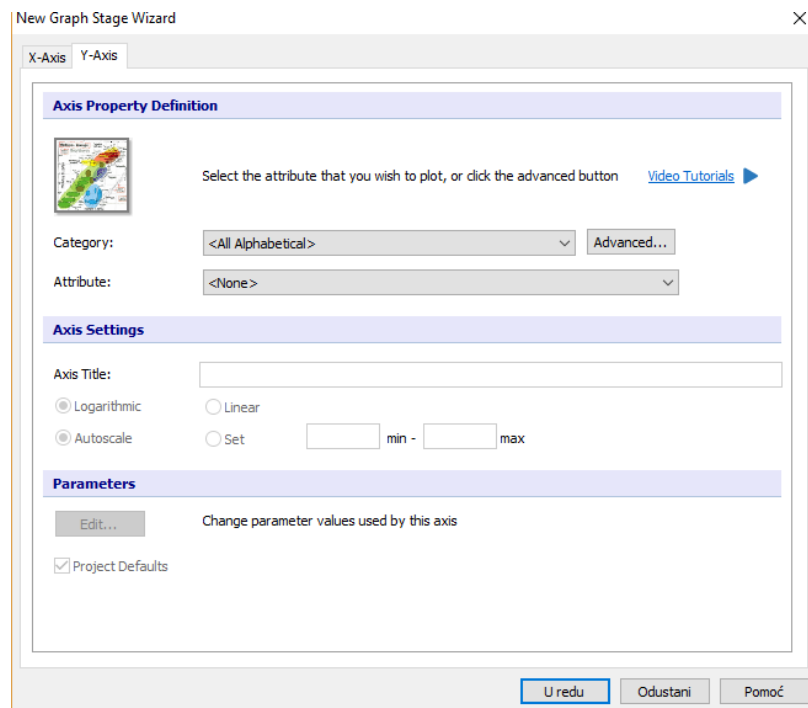 New Graph Stage Wizard
X-Axis Y-Axis
Axis Property Definition
Select the attribute that you wish to plot, or click the advanced button Video Tutorials
Category: <All Alphabetical> Advanced...
Attribute: <None>
Axis Settings
Axis Title:
Logarithmic Linear
Autoscale Set min - max
Parameters
Edit... Change parameter values used by this axis
Project Defaults
U redu Odustani Pomoć